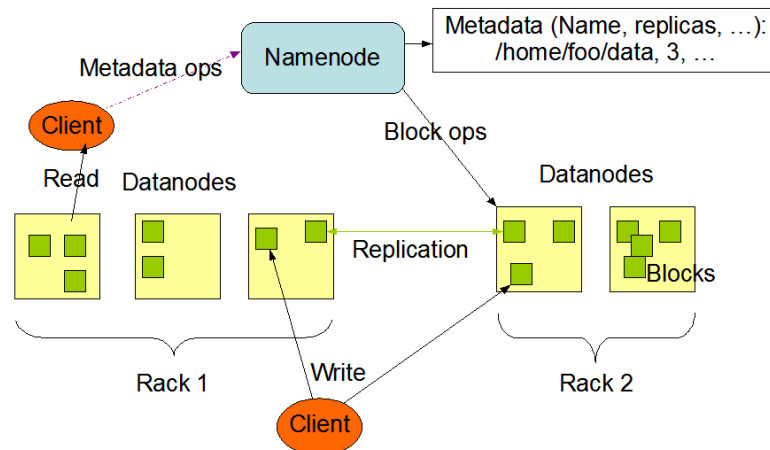 Metadata (Name, replicas, …):
/home/foo/data, 3, …
Namenode
Metadata ops
Client
Block ops
Read
Datanodes
Datanodes
Replication
Blocks
Rack 1
Write
Rack 2
Client